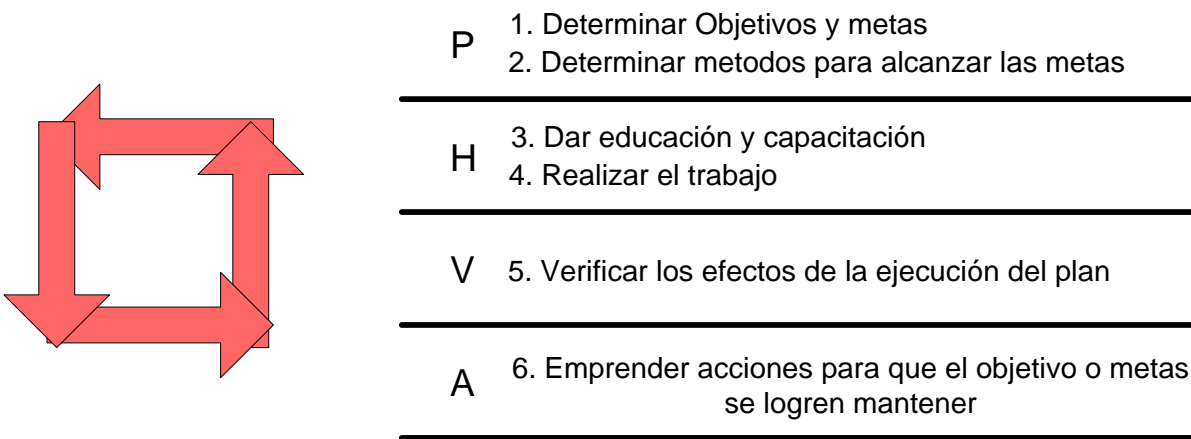 P
1. Determinar Objetivos y metas
2. Determinar metodos para alcanzar las metas
H
3. Dar educación y capacitación
4. Realizar el trabajo
V 5. Verificar los efectos de la ejecución del plan
A
6. Emprender acciones para que el objetivo o metas
se logren mantener